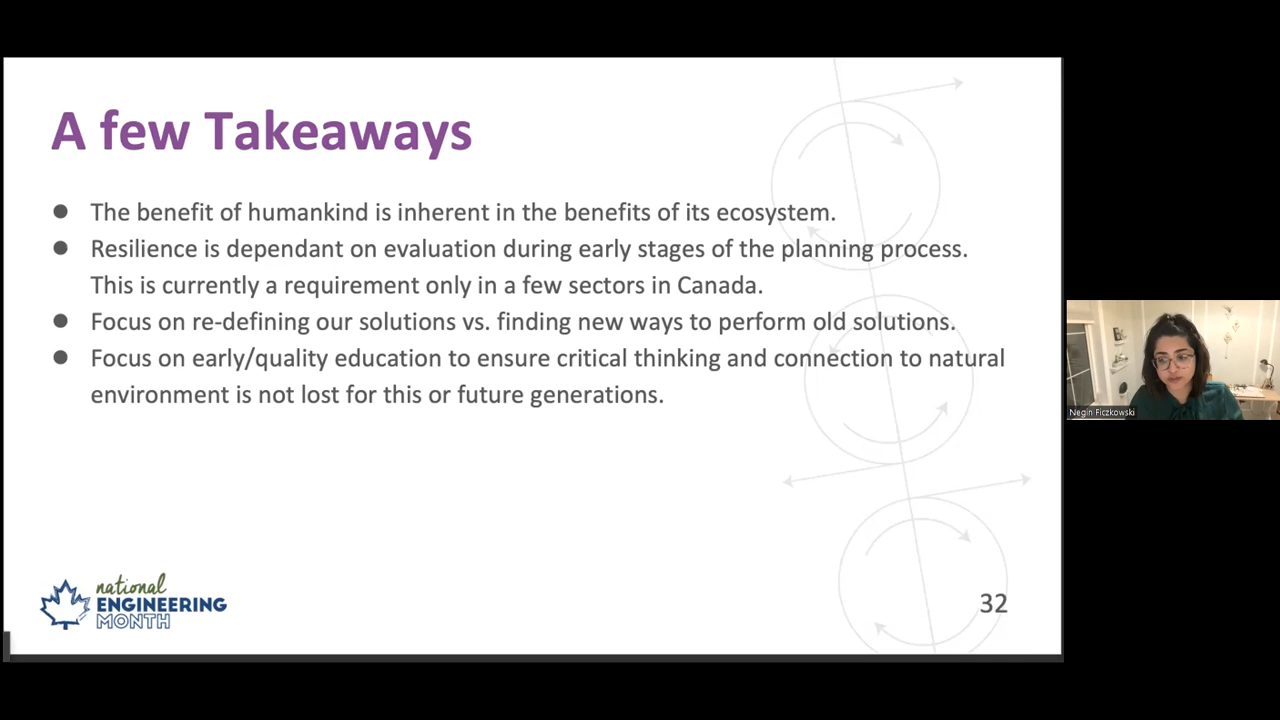 A few Takeaways
● The benefit of humankind is inherent in the benefits of its ecosystem.
● Resilience is dependant on evaluation during early stages of the planning process.
This is currently a requirement only in a few sectors in Canada.
● Focus on re-defining our solutions vs. finding new ways to perform old solutions.
● Focus on early/quality education to ensure critical thinking and connection to natural
environment is not lost for this or future generations.
national
ENGINEERING
MONTH
32
Negin Ficzkowski